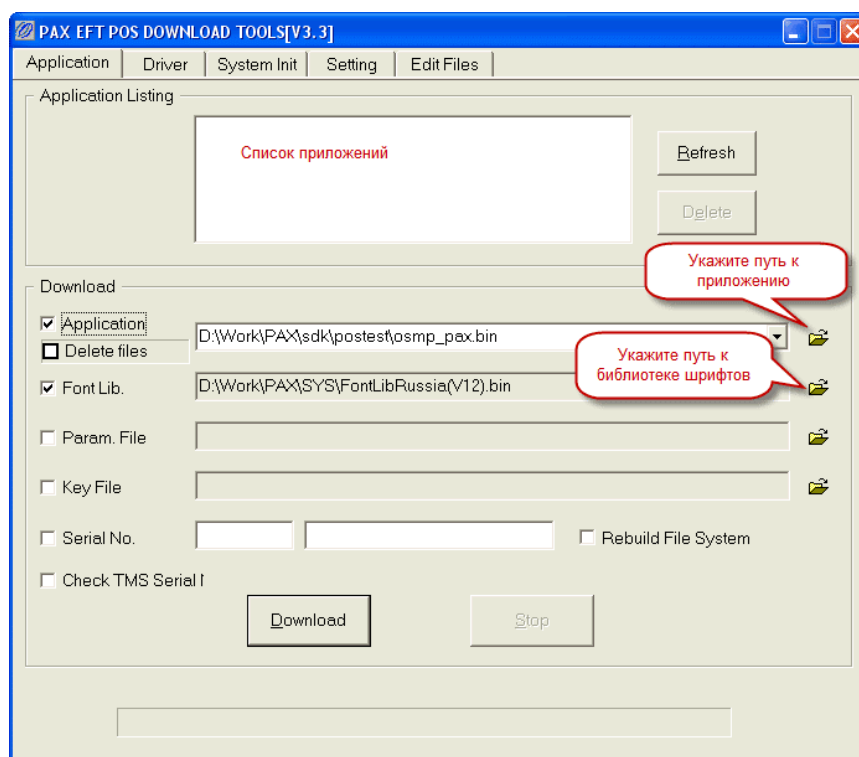 PAX EFT POS DOWNLOAD TOOLS[V3.3]
Application Driver System Init Setting Edit Files
Application Listing
Список приложений
Refresh
Delete
Укажите путь к
приложению
Download
Application
D:\Work\PAX\sdk\postest\osmp_pax.bin
Delete files
Укажите путь к
библиотеке шрифтов
Font Lib.
D:\Work\PAX\SYS\FontLibRussia(V12).bin
Param. File
Key File
Serial No.
Rebuild File System
Check TMS Serial
Download
Stop